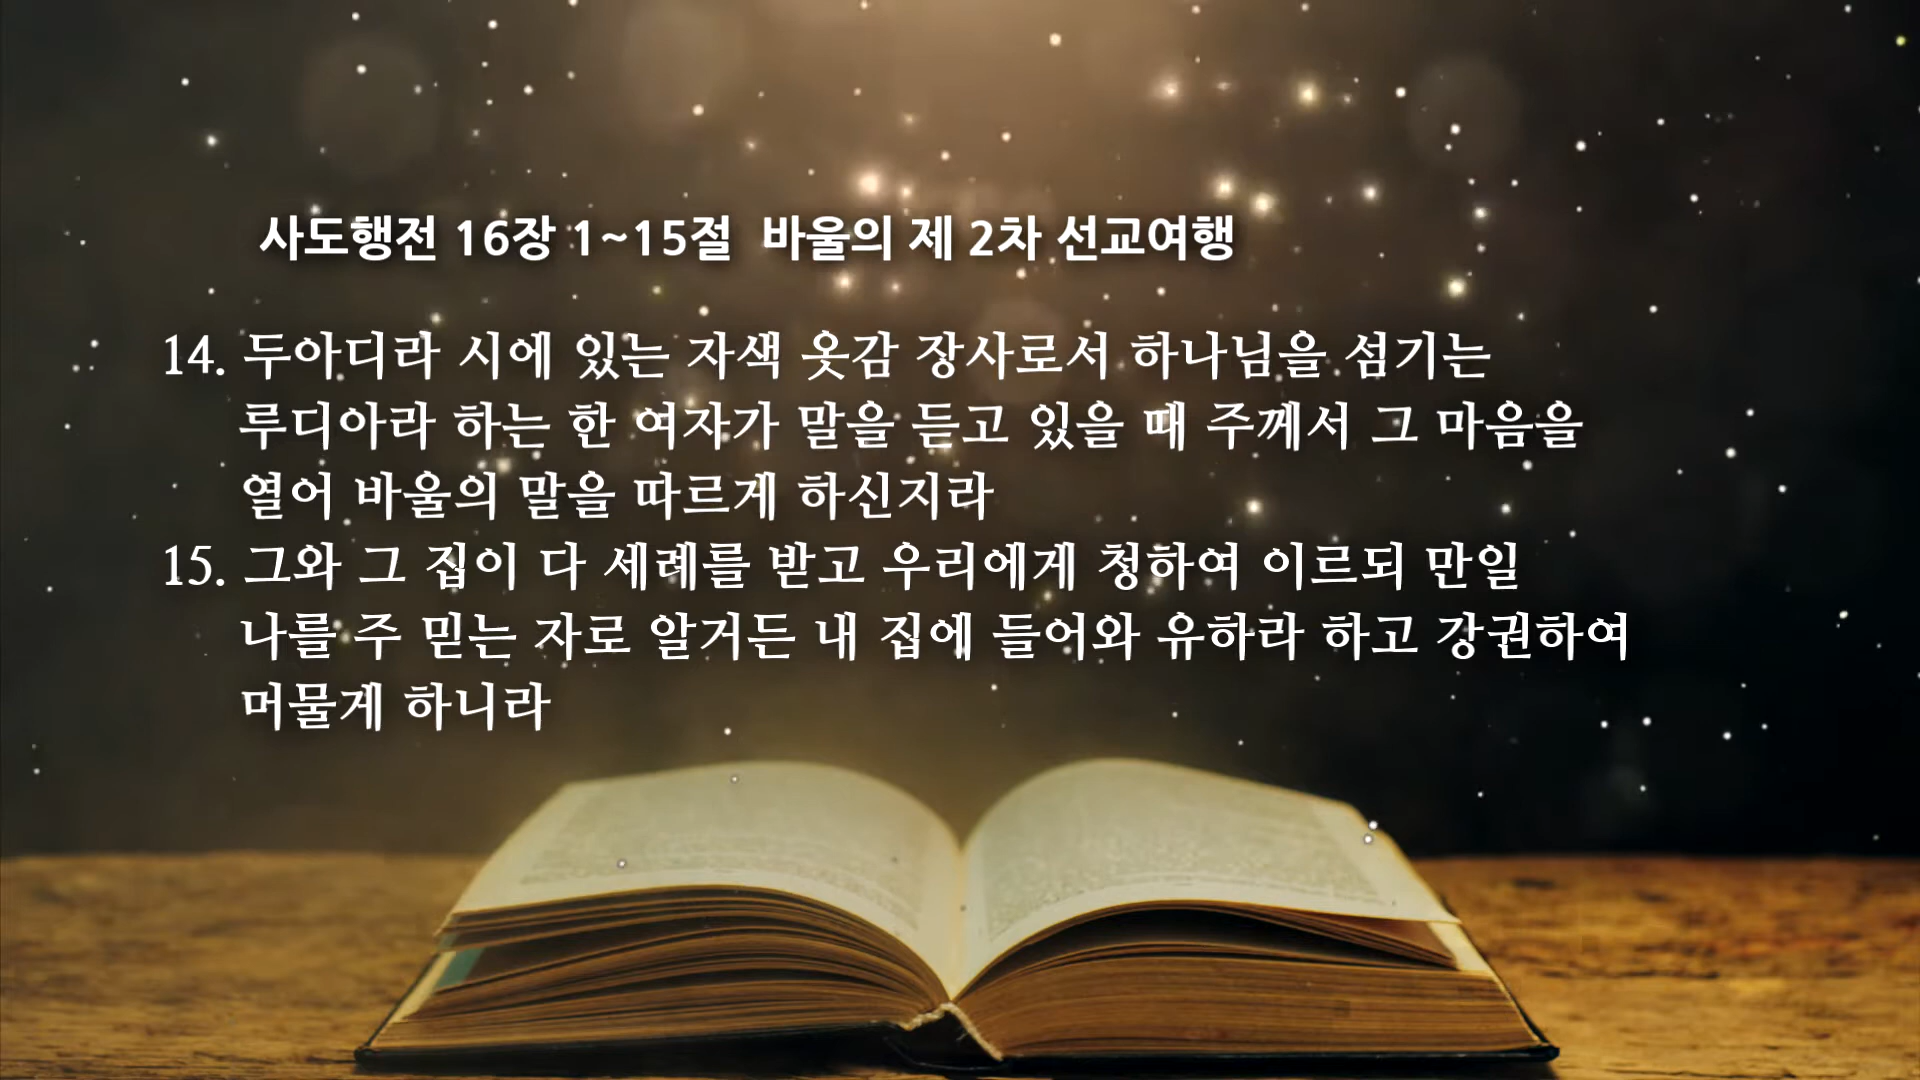 사도행전 16장 1~15절 바울의 제 2차 선교여행
14. 두아디라 시에 있는 자색 옷감 장사로서 하나님을 섬기는
루디아라 하는 한 여자가 말을 듣고 있을 때 주께서 그 마음을
열어 바울의 말을 따르게 하신지라
15. 그와 그 집이 다 세례를 받고 우리에게 청하여 이르되 만일
나를 주 믿는 자로 알거든 내 집에 들어와 유하라 하고 강권하여
머물게 하니라